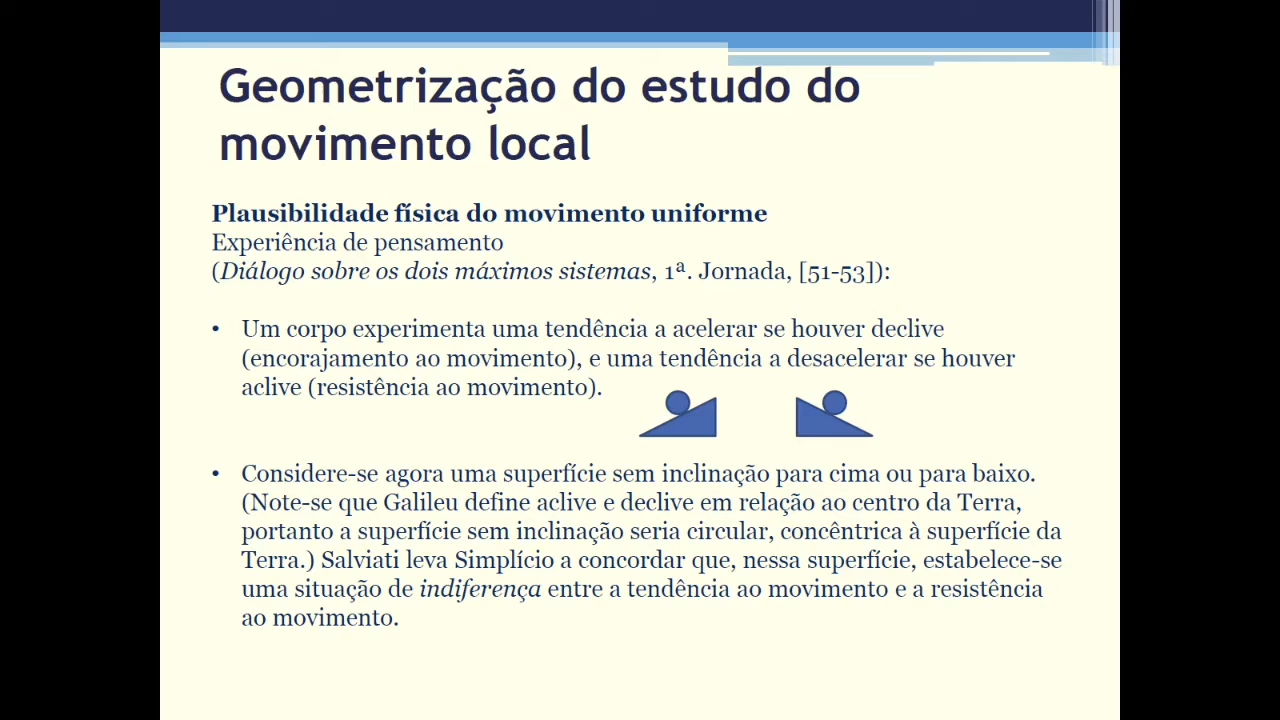 Geometrização do estudo do
movimento local
Plausibilidade física do movimento uniforme
Experiência de pensamento
(Diálogo sobre os dois máximos sistemas, 1ª. Jornada, [51-53]):
• Um corpo experimenta uma tendência a acelerar se houver declive
(encorajamento ao movimento), e uma tendência a desacelerar se houver
aclive (resistência ao movimento).
• Considere-se agora uma superfície sem inclinação para cima ou para baixo.
(Note-se que Galileu define aclive e declive em relação ao centro da Terra,
portanto a superfície sem inclinação seria circular, concêntrica à superfície da
Terra.) Salviati leva Simplício a concordar que, nessa superfície, estabelece-se
uma situação de indiferença entre a tendência ao movimento e a resistência
ao movimento.